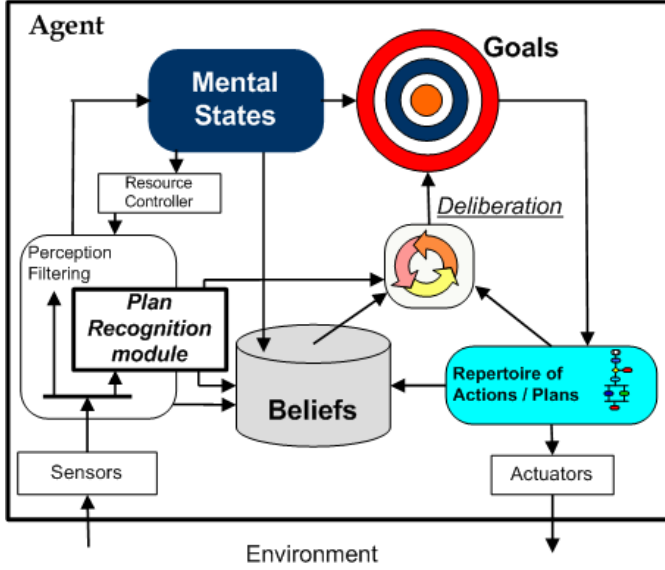 Agent
Mental
States
Goals
Resource
Controller
Deliberation
Perception
Filtering
Plan
Recognition
module
Beliefs
Repertoire of
Actions / Plans
Sensors
Actuators
Environment